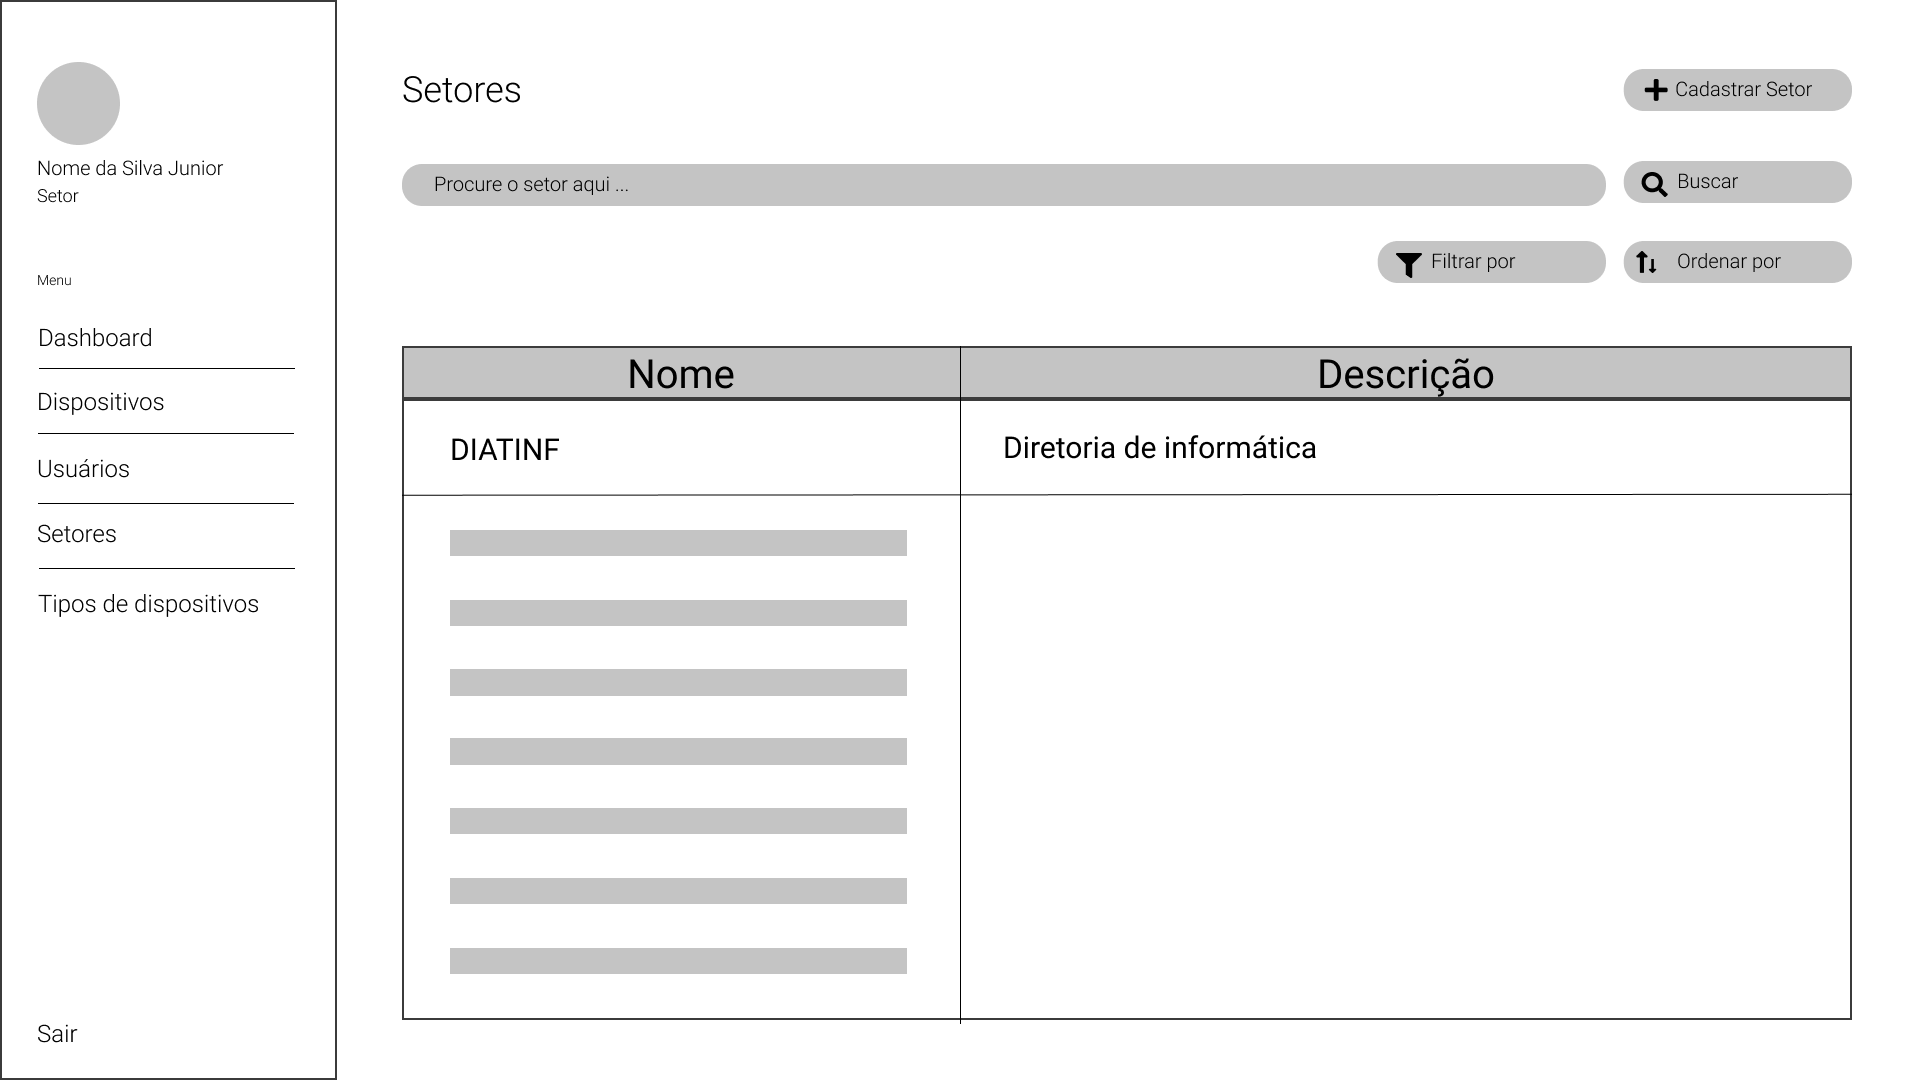 Nome da Silva Junior
Setor
Menu
Dashboard
Dispositivos
Usuários
Setores
Tipos de dispositivos
Sair
Setores
Cadastrar Setor
Procure o setor aqui ...
Buscar
Filtrar por
Ordenar por
Nome
Descrição
DIATINF
Diretoria de informática